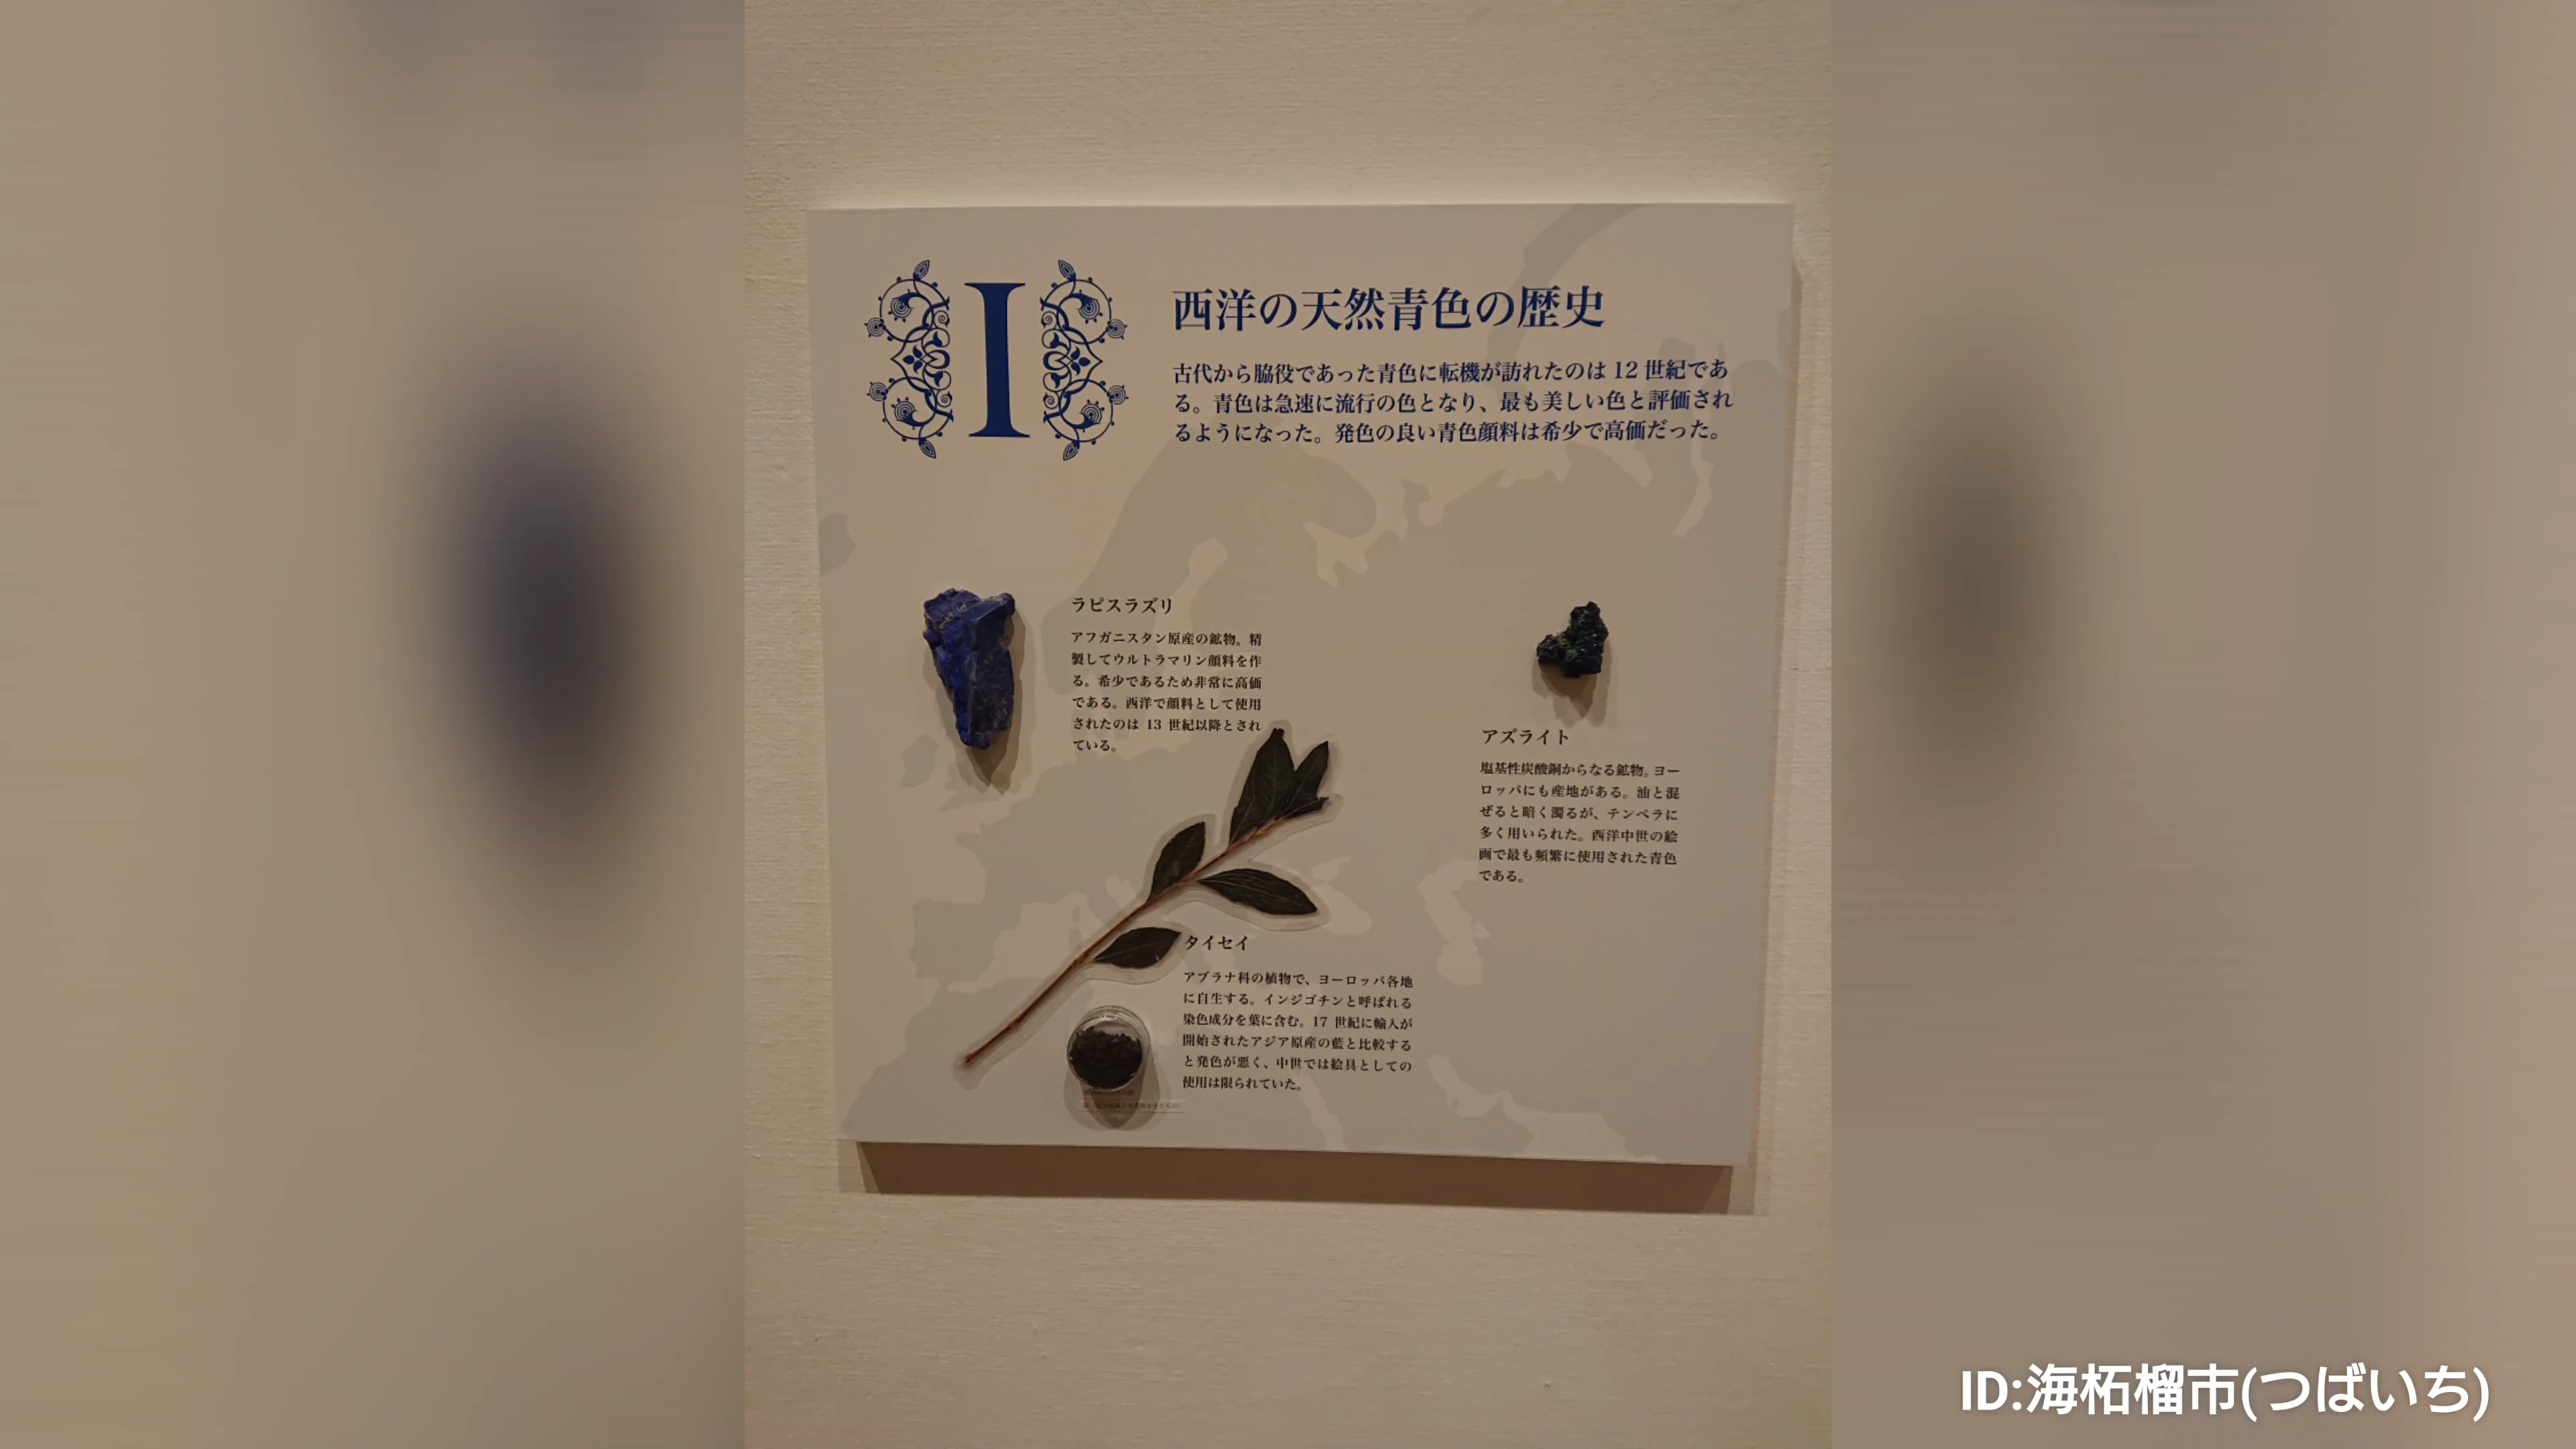 I
西洋の天然青色の歴史
古代から脇役であった青色に転機が訪れたのは 12 世紀であ
る。青色は急速に流行の色となり、最も美しい色と評価され
るようになった。発色の良い青色顔料は希少で高価だった。
ラピスラズリ
アフガニスタン原産の鉱物。精
製してウルトラマリン顔料を作
る。希少であるため非常に高価
である。西洋で顔料として使用
されたのは 13 世紀以降とされ
ている。
アズライト
塩基性炭酸銅からなる鉱物。ヨー
ロッパにも産地がある。油と混
ぜると暗く濁るが、テンペラに
多く用いられた。西洋中世の絵
画で最も頻繁に使用された青色
である。
タイセイ
アブラナ科の植物で、ヨーロッパ各地
に自生する。インジゴチンと呼ばれる
染色成分を葉に含む。17 世紀に輸入が
開始されたアジア原産の藍と比較する
と発色が悪く、中世では絵具としての
使用は限られていた。
ID:海柘榴市(つばいち)